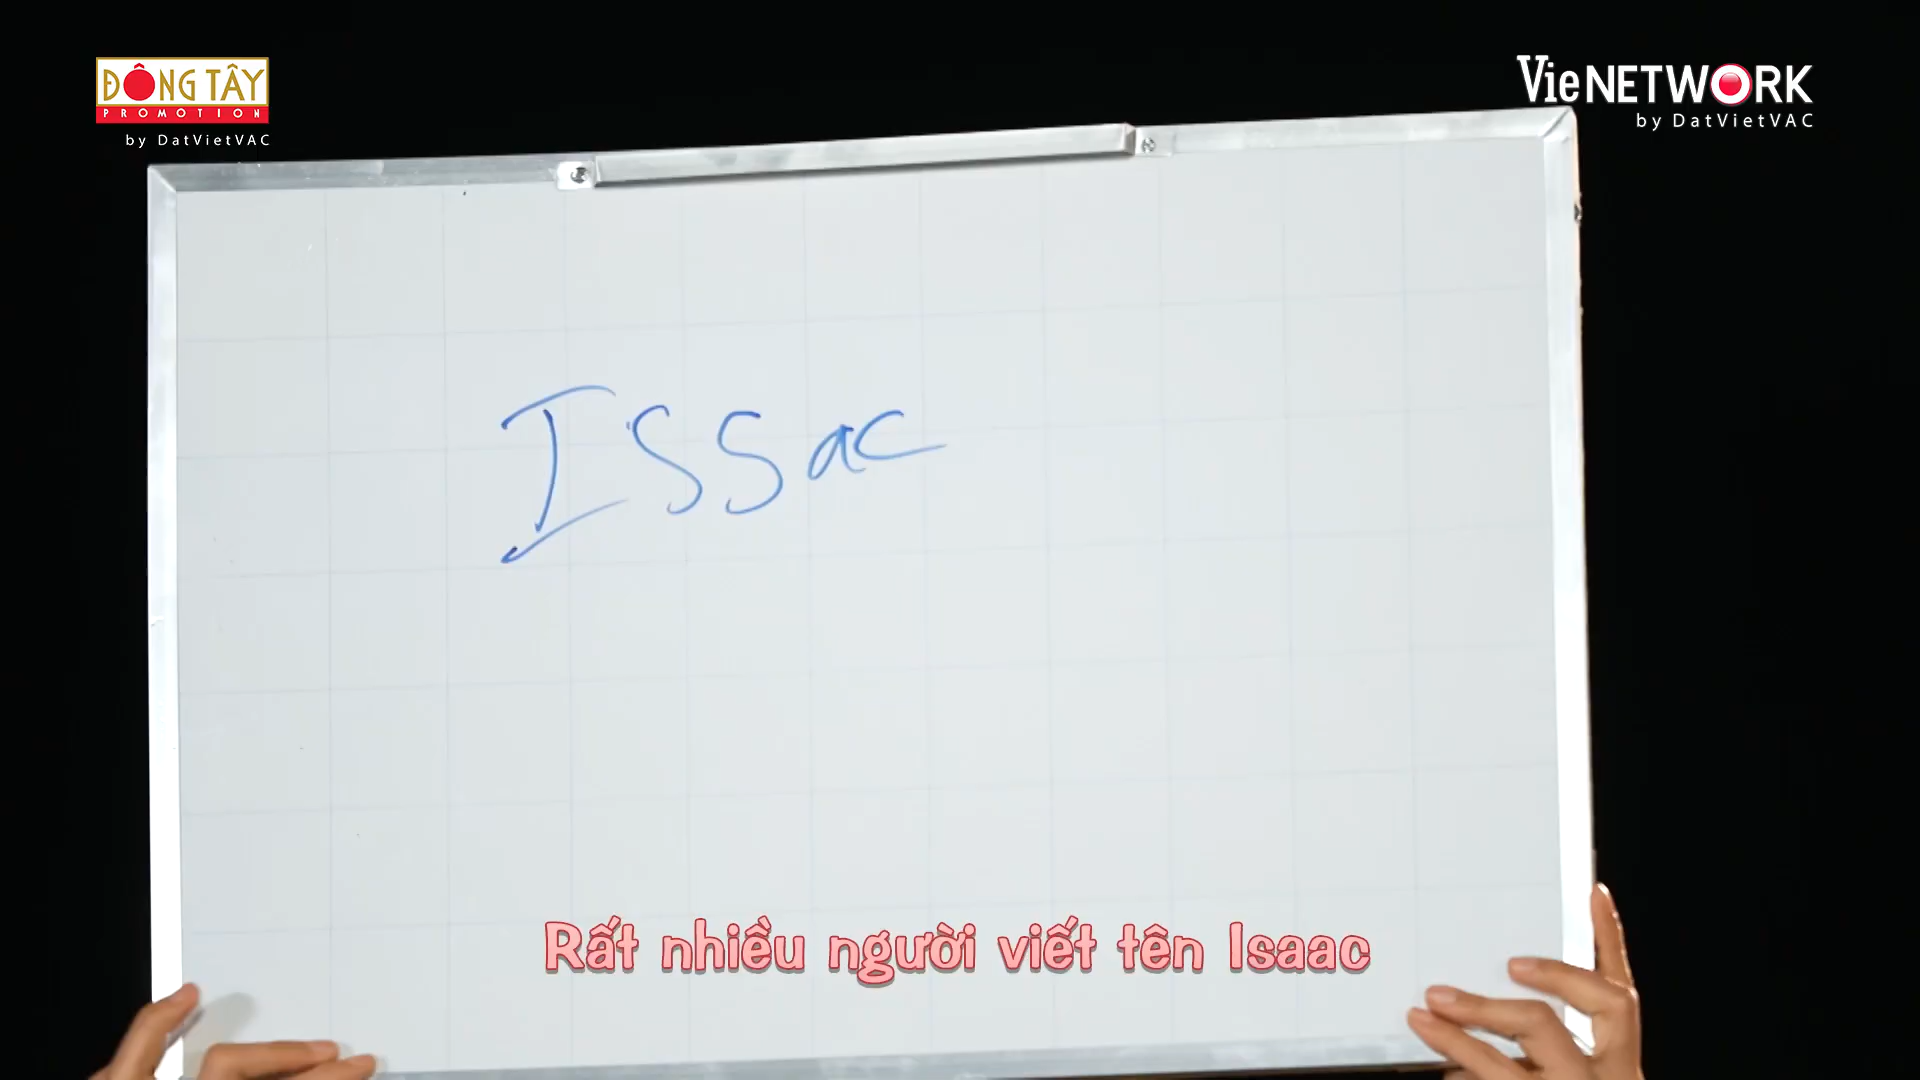 ĐÔNG TÂY
PROMOTION
by DatVietVAC
VieNETWORK
by DatVietVAC
ISSac
Rất nhiều người viết tên Isaac